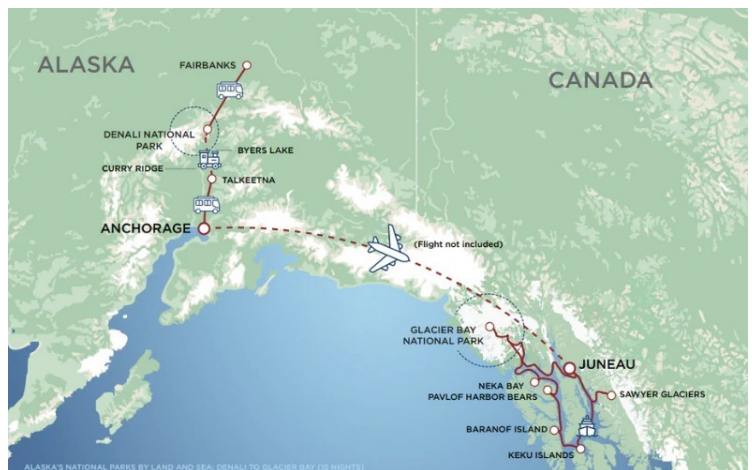 ALASKA
CANADA
FAIRBANKS
DENALI NATIONAL
PARK
BYERS LAKE
CURRY RIDGE
TALKEETNA
ANCHORAGE
(Flight not included)
GLACIER BAY
NATIONAL PARK
JUNEAU
NEKA BAY
PAVLOF HARBOR BEARS
SAWYER GLACIERS
BARANOF ISLAND
KEKU ISLANDS
ALASKA'S NATIONAL PARKS BY LAND AND SEA: DENALI TO GLACIER BAY (15 NIGHTS)